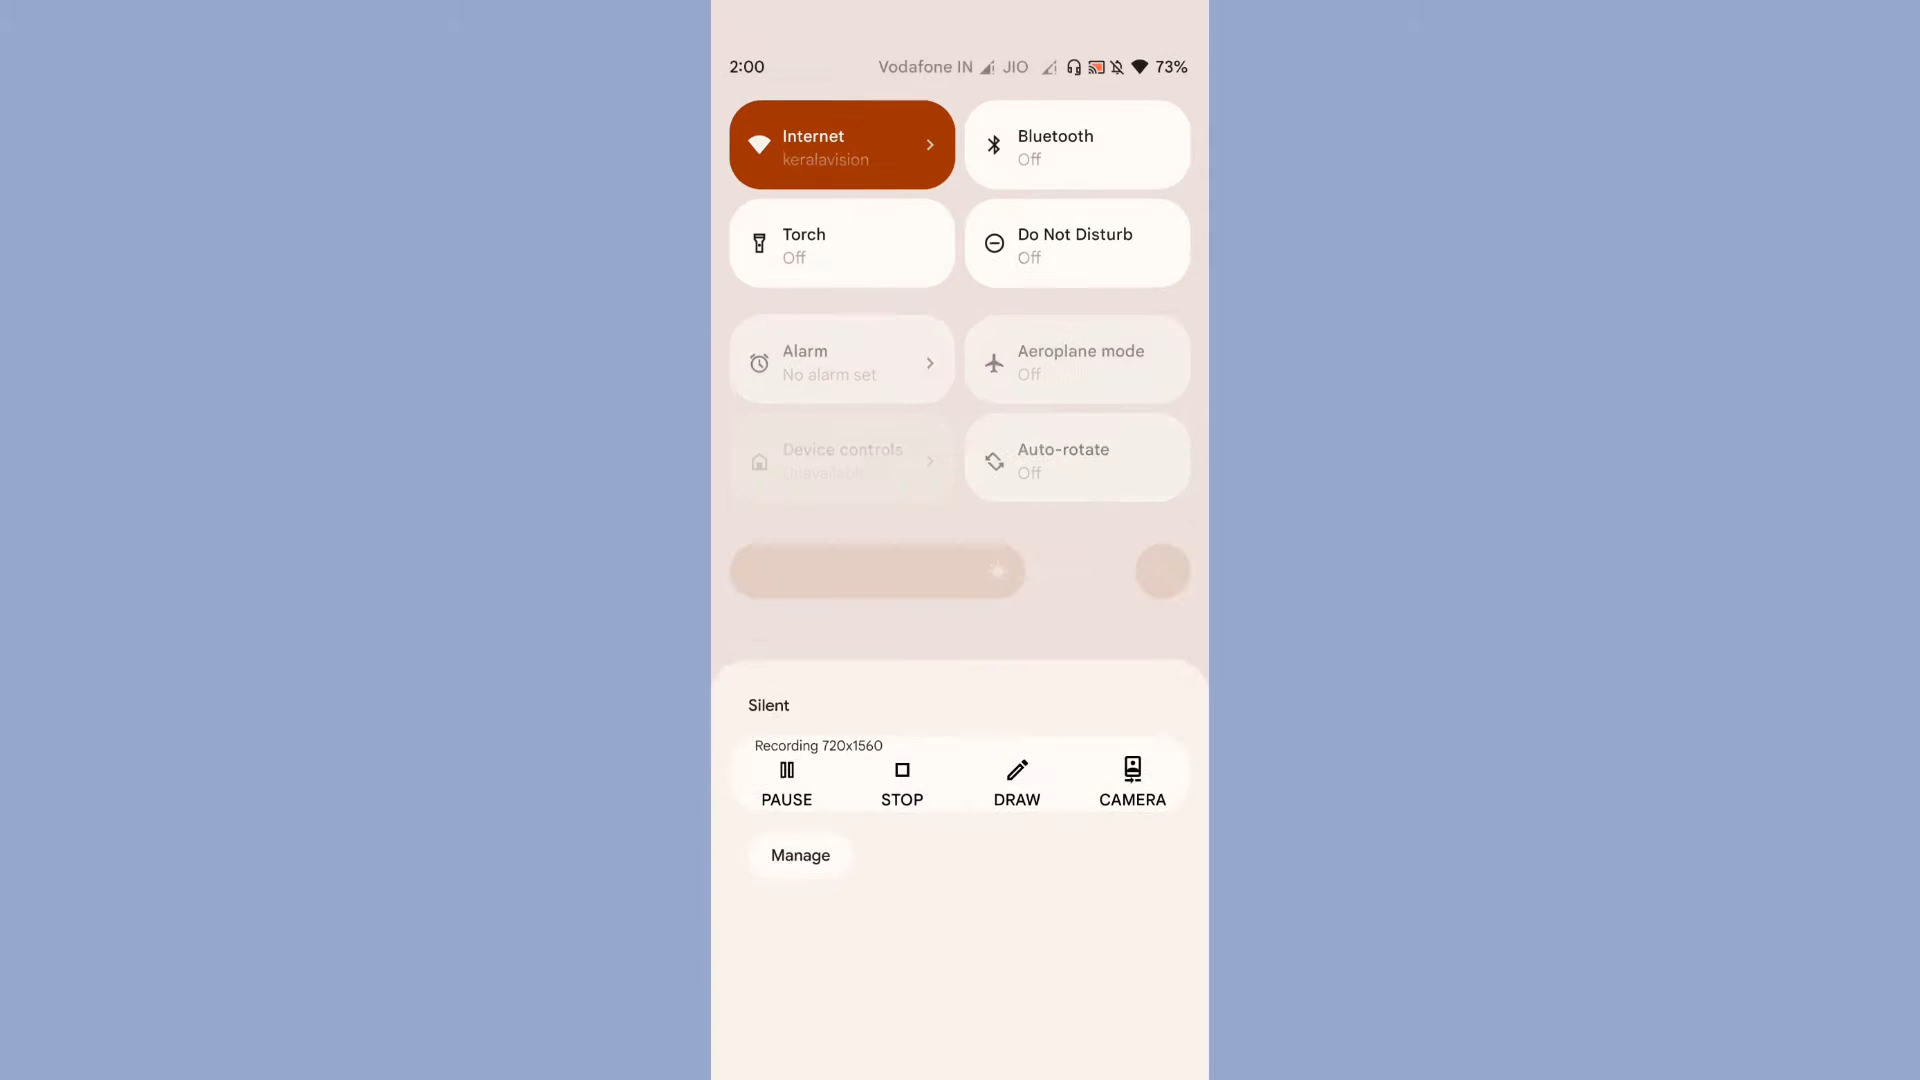 2:00 Vodafone IN JIO 73%
Internet
keralavision
Bluetooth
Off
Torch
Off
Do Not Disturb
Off
Alarm
No alarm set
Aeroplane mode
Off
Device controls
Unavailable
Auto-rotate
Off
Silent
Recording 720x1560
PAUSE STOP DRAW CAMERA
Manage